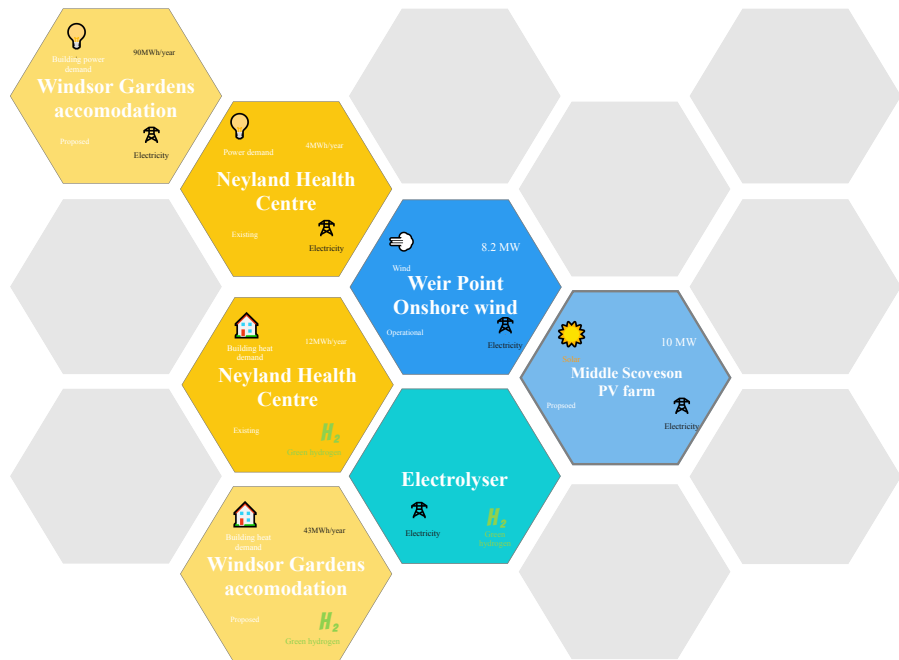 Building power
demand
90MWh/year
Windsor Gardens
accomodation
Proposed
Electricity
Power demand
4MWh/year
Neyland Health
Centre
Existing
Electricity
Wind
8.2 MW
Weir Point
Onshore wind
Operational
Electricity
Building heat
demand
12MWh/year
Neyland Health
Centre
Existing
H₂
Green hydrogen
Solar
10 MW
Middle Scoveson
PV farm
Propsoed
Electricity
Electrolyser
Electricity
H₂
Green
hydrogen
Building heat
demand
43MWh/year
Windsor Gardens
accomodation
Proposed
H₂
Green hydrogen